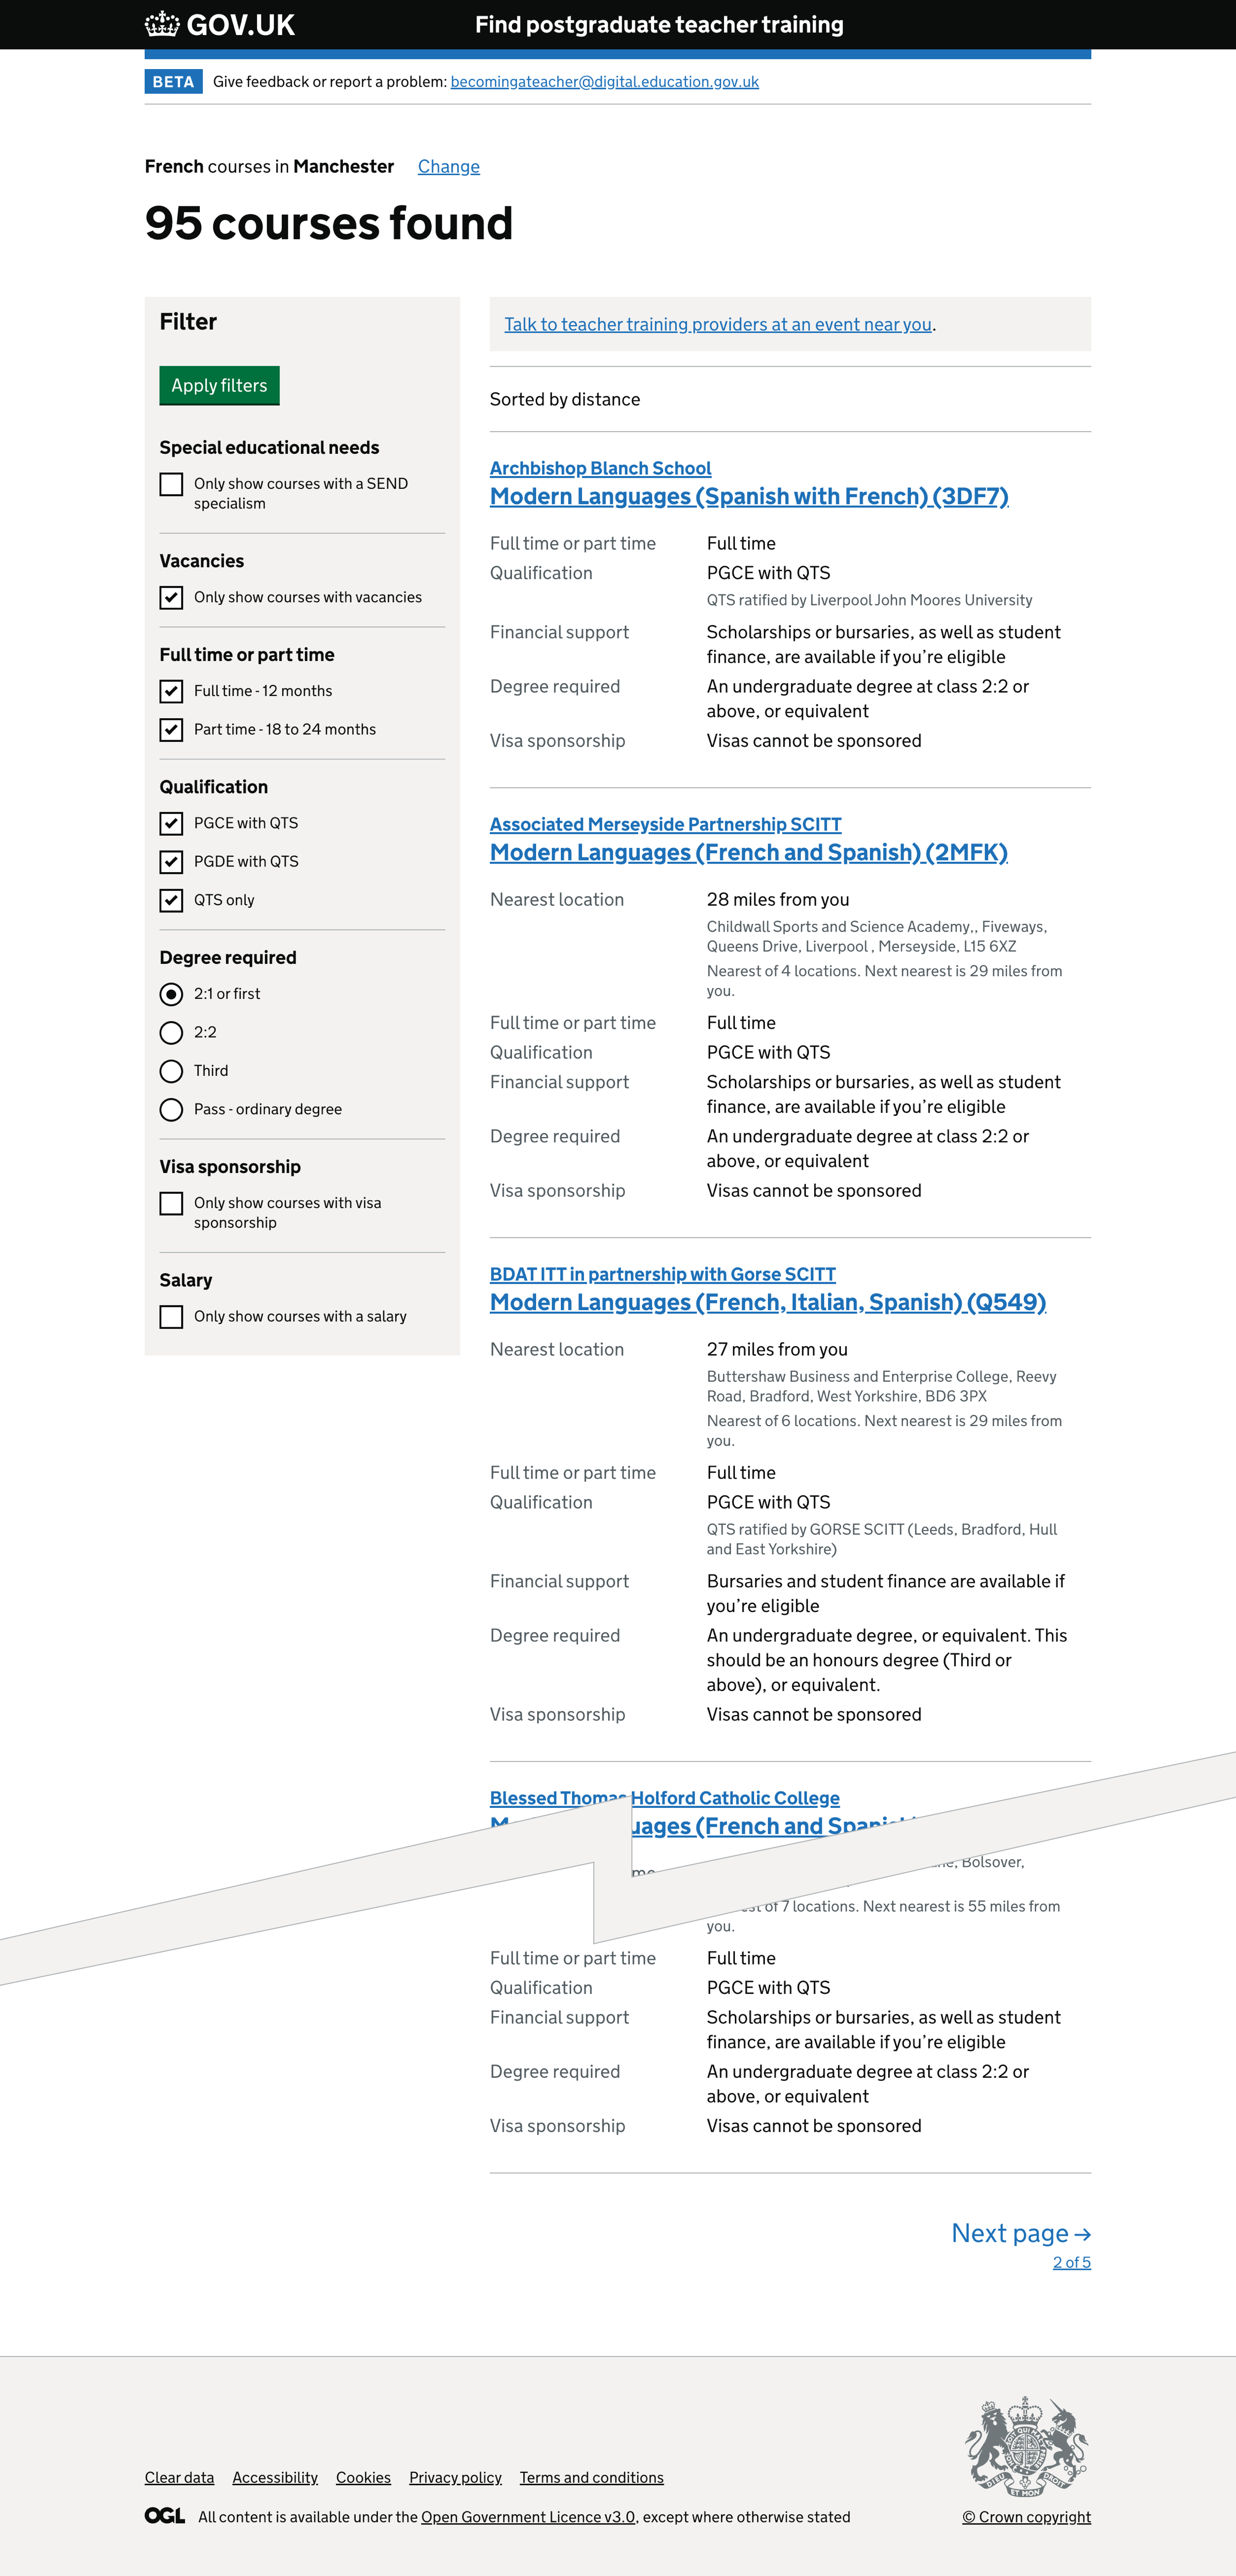 GOV.UK
Find postgraduate teacher training
BETA
Give feedback or report a problem: becomingateacher@digital.education.gov.uk
French courses in Manchester Change
95 courses found
Filter
Apply filters
Special educational needs
Only show courses with a SEND
specialism
Vacancies
Only show courses with vacancies
Full time or part time
Full time - 12 months
Part time - 18 to 24 months
Qualification
PGCE with QTS
PGDE with QTS
QTS only
Degree required
2:1 or first
2:2
Third
Pass - ordinary degree
Visa sponsorship
Only show courses with visa
sponsorship
Salary
Only show courses with a salary
Talk to teacher training providers at an event near you.
Sorted by distance
Archbishop Blanch School
Modern Languages (Spanish with French) (3DF7)
Full time or part time Full time
Qualification PGCE with QTS
QTS ratified by Liverpool John Moores University
Financial support Scholarships or bursaries, as well as student
finance, are available if you’re eligible
Degree required An undergraduate degree at class 2:2 or
above, or equivalent
Visa sponsorship Visas cannot be sponsored
Associated Merseyside Partnership SCITT
Modern Languages (French and Spanish) (2MFK)
Nearest location 28 miles from you
Childwall Sports and Science Academy,, Fiveways,
Queens Drive, Liverpool , Merseyside, L15 6XZ
Nearest of 4 locations. Next nearest is 29 miles from
you.
Full time or part time Full time
Qualification PGCE with QTS
Financial support Scholarships or bursaries, as well as student
finance, are available if you’re eligible
Degree required An undergraduate degree at class 2:2 or
above, or equivalent
Visa sponsorship Visas cannot be sponsored
BDAT ITT in partnership with Gorse SCITT
Modern Languages (French, Italian, Spanish) (Q549)
Nearest location 27 miles from you
Buttershaw Business and Enterprise College, Reevy
Road, Bradford, West Yorkshire, BD6 3PX
Nearest of 6 locations. Next nearest is 29 miles from
you.
Full time or part time Full time
Qualification PGCE with QTS
QTS ratified by GORSE SCITT (Leeds, Bradford, Hull
and East Yorkshire)
Financial support Bursaries and student finance are available if
you’re eligible
Degree required An undergraduate degree, or equivalent. This
should be an honours degree (Third or
above), or equivalent.
Visa sponsorship Visas cannot be sponsored
Blessed Thomas Holford Catholic College
(French and
Bolsover,
of 7 locations. Next nearest is 55 miles from
you.
Full time or part time Full time
Qualification PGCE with QTS
Financial support Scholarships or bursaries, as well as student
finance, are available if you’re eligible
Degree required An undergraduate degree at class 2:2 or
above, or equivalent
Visa sponsorship Visas cannot be sponsored
Next page →
2 of 5
Clear data Accessibility Cookies Privacy policy Terms and conditions
OGL All content is available under the Open Government Licence v3.0, except where otherwise stated
© Crown copyright